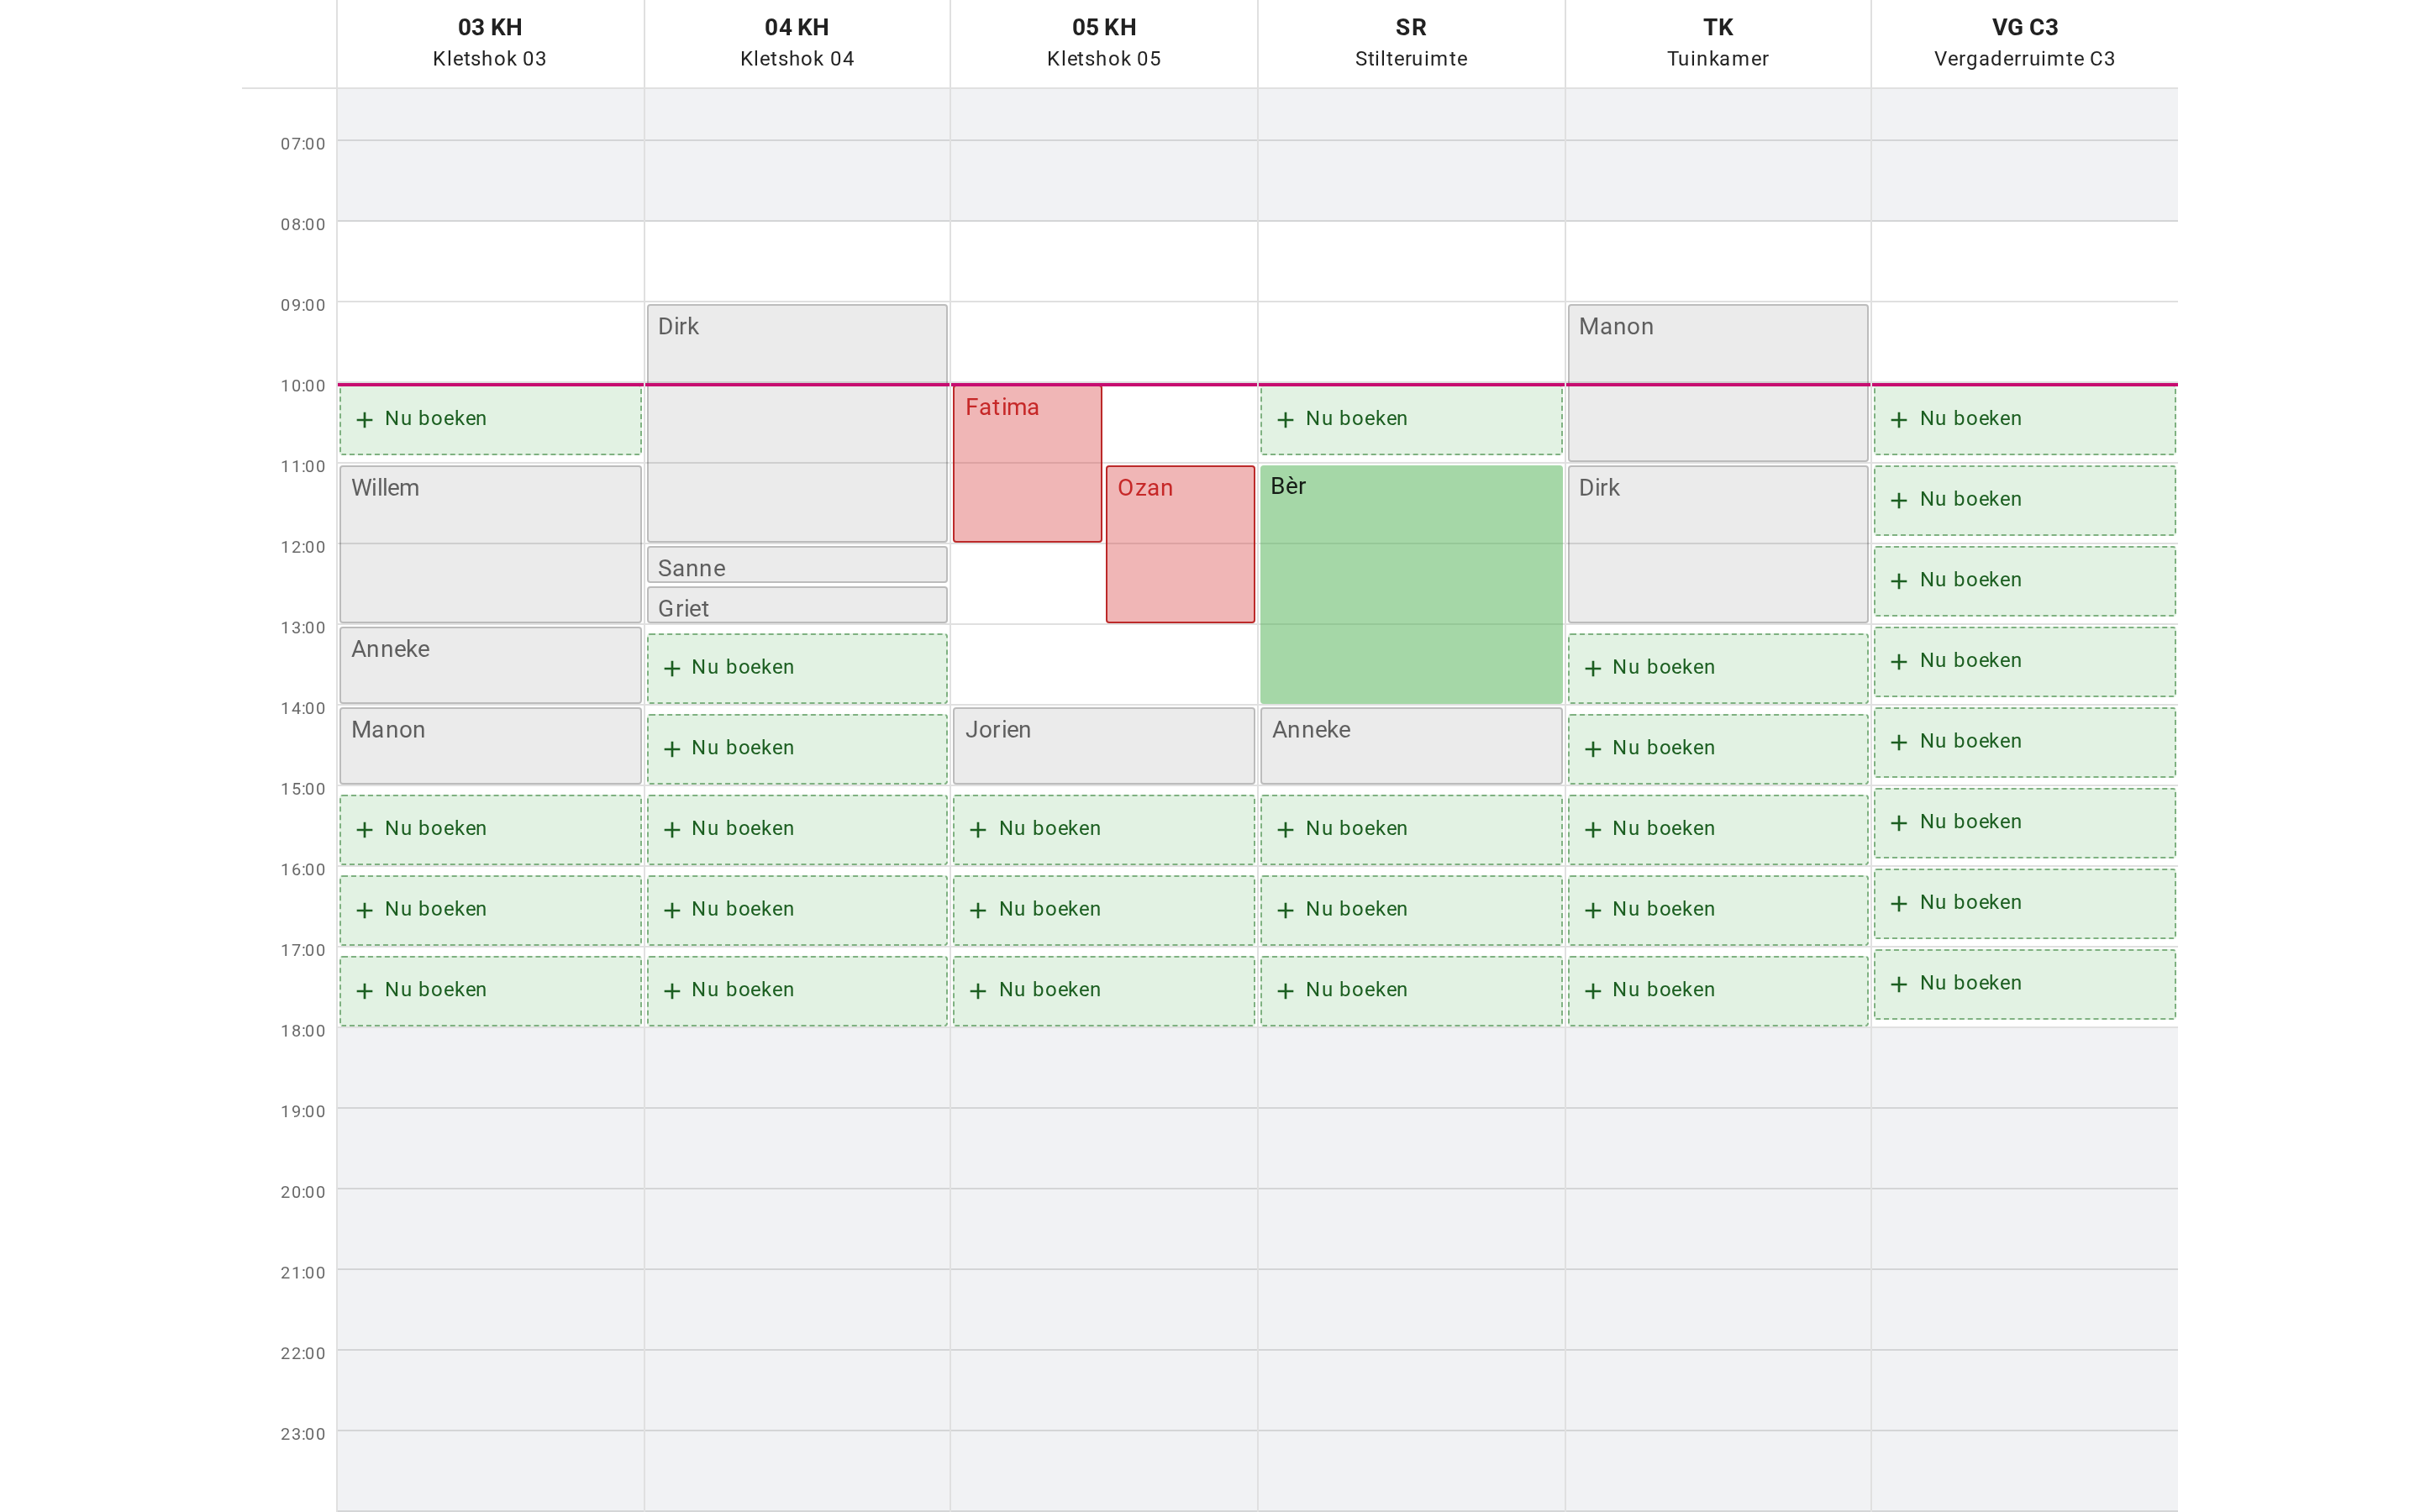 03 KH
Kletshok 03
04 KH
Kletshok 04
05 KH
Kletshok 05
SR
Stilteruimte
TK
Tuinkamer
VG C3
Vergaderruimte C3
07:00
08:00
09:00
Dirk
Manon
10:00
+ Nu boeken
Fatima
+ Nu boeken
+ Nu boeken
11:00
Willem
Ozan
Bèr
Dirk
+ Nu boeken
12:00
Sanne
+ Nu boeken
Griet
13:00
Anneke
+ Nu boeken
+ Nu boeken
+ Nu boeken
14:00
Manon
+ Nu boeken
Jorien
Anneke
+ Nu boeken
+ Nu boeken
15:00
+ Nu boeken
+ Nu boeken
+ Nu boeken
+ Nu boeken
+ Nu boeken
+ Nu boeken
16:00
+ Nu boeken
+ Nu boeken
+ Nu boeken
+ Nu boeken
+ Nu boeken
+ Nu boeken
17:00
+ Nu boeken
+ Nu boeken
+ Nu boeken
+ Nu boeken
+ Nu boeken
+ Nu boeken
18:00
19:00
20:00
21:00
22:00
23:00